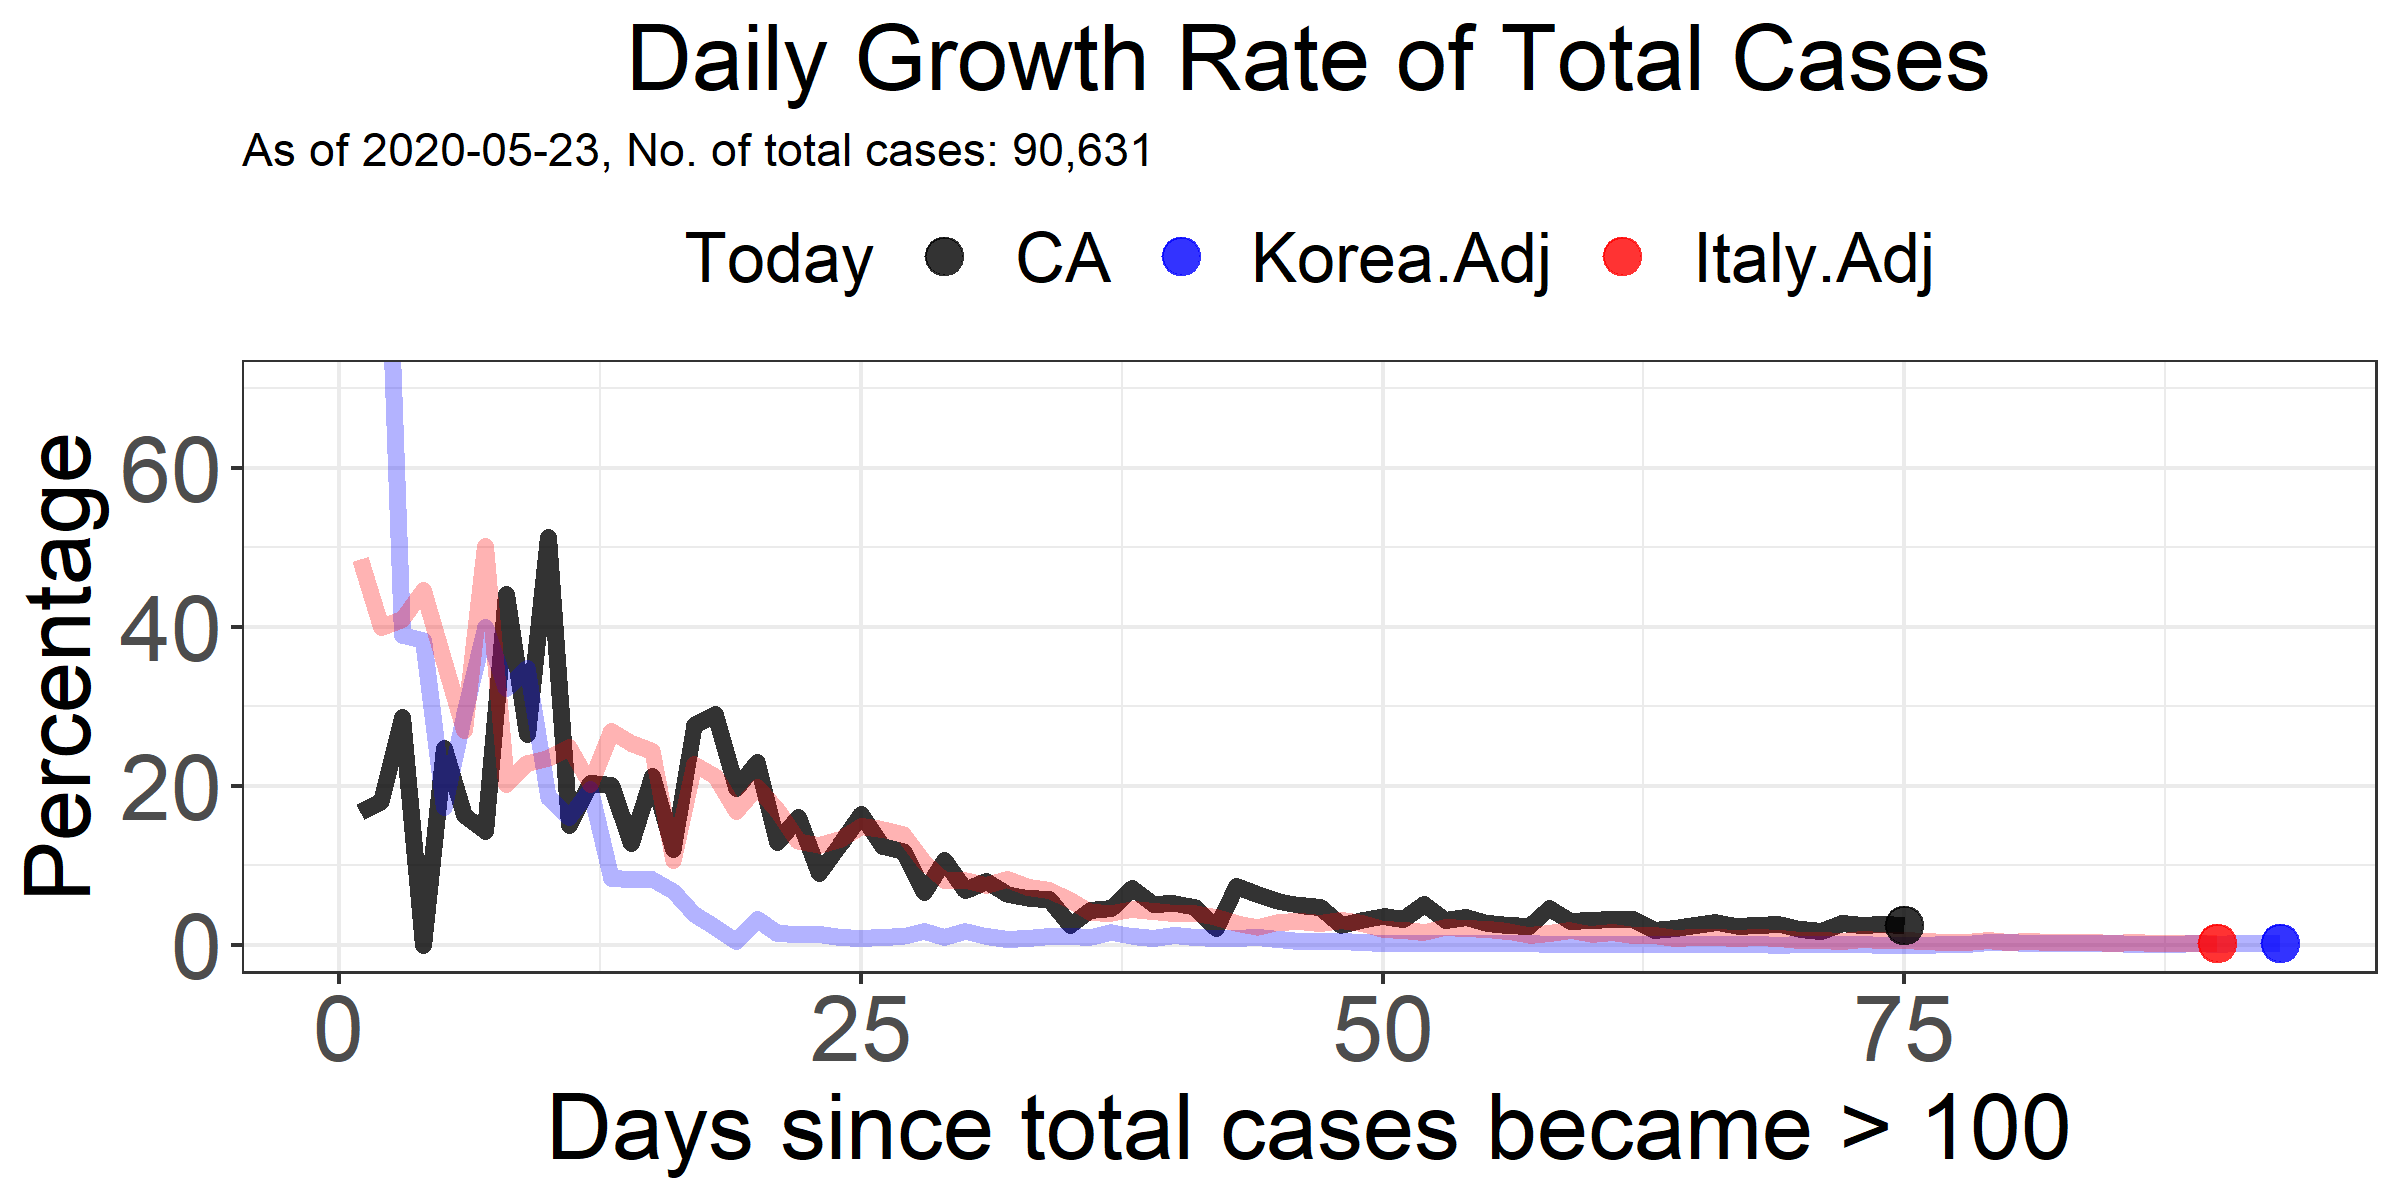 Daily Growth Rate of Total Cases
As of 2020-05-23, No. of total cases: 90,631
Today CA Korea.Adj Italy.Adj
Percentage
60
40
20
0
0 25 50 75
Days since total cases became > 100